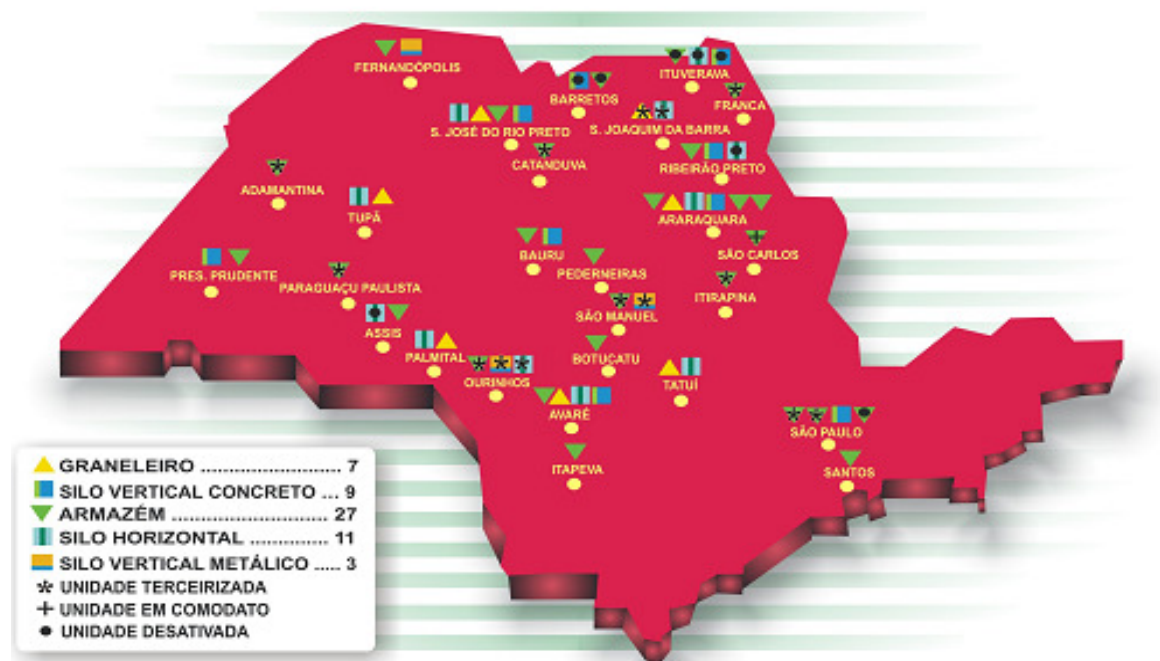 FERNANDÓPOLIS
ITUVERAVA
BARRETOS
FRANCA
S. JOSÉ DO RIO PRETO
S. JOAQUIM DA BARRA
CATANDUVA
RIBEIRÃO PRETO
ADAMANTINA
TUPÃ
ARARAQUARA
BAURU
SÃO CARLOS
PRES. PRUDENTE
PEDERNEIRAS
PARAGUAÇU PAULISTA
ITIRAPINA
SÃO MANUEL
ASSIS
PALMITAL
BOTUCATU
OURINHOS
TATUÍ
AVARÉ
SÃO PAULO
ITAPEVA
SANTOS
GRANELEIRO ............................ 7
SILO VERTICAL CONCRETO ... 9
ARMAZÉM ............................... 27
SILO HORIZONTAL ............... 11
SILO VERTICAL METÁLICO ..... 3
UNIDADE TERCEIRIZADA
UNIDADE EM COMODATO
UNIDADE DESATIVADA